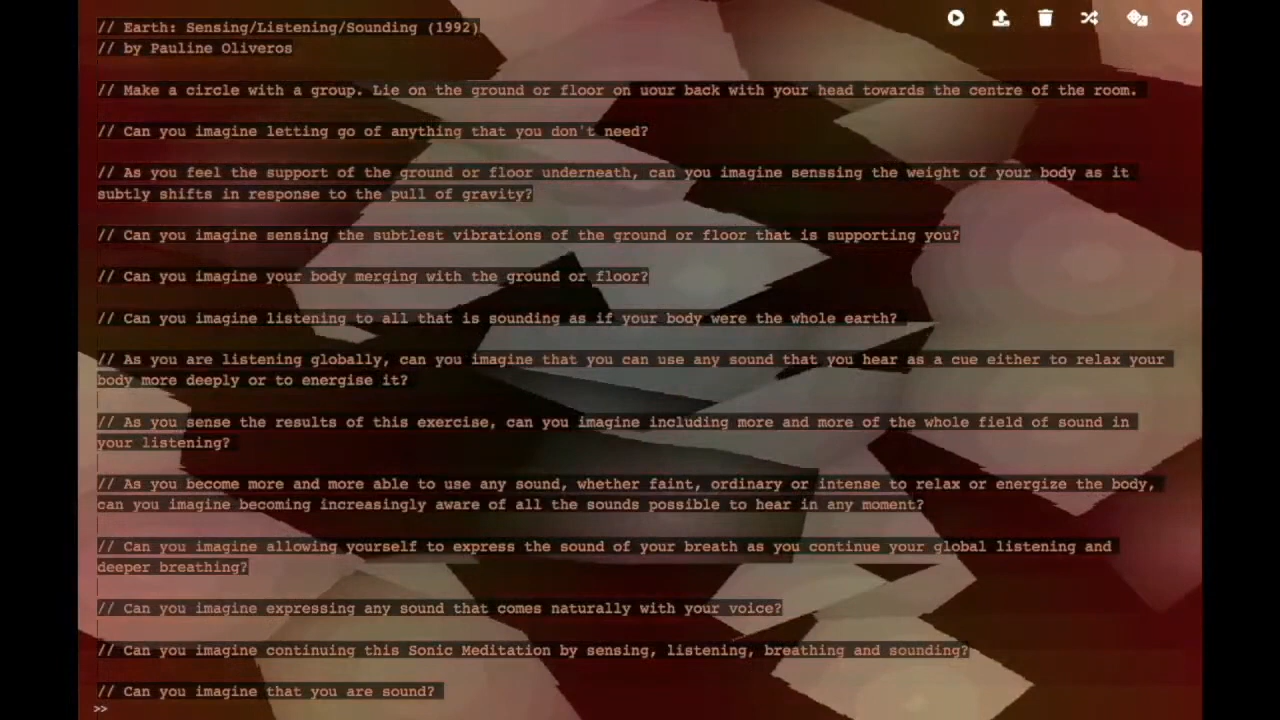 // Earth: Sensing/Listening/Sounding (1992)
// by Pauline Oliveros
// Make a circle with a group. Lie on the ground or floor on uour back with your head towards the centre of the room.
// Can you imagine letting go of anything that you don't need?
// As you feel the support of the ground or floor underneath, can you imagine senssing the weight of your body as it
subtly shifts in response to the pull of gravity?
// Can you imagine sensing the subtlest vibrations of the ground or floor that is supporting you?
// Can you imagine your body merging with the ground or floor?
// Can you imagine listening to all that is sounding as if your body were the whole earth?
// As you are listening globally, can you imagine that you can use any sound that you hear as a cue either to relax your
body more deeply or to energise it?
// As you sense the results of this exercise, can you imagine including more and more of the whole field of sound in
your listening?
// As you become more and more able to use any sound, whether faint, ordinary or intense to relax or energize the body,
can you imagine becoming increasingly aware of all the sounds possible to hear in any moment?
// Can you imagine allowing yourself to express the sound of your breath as you continue your global listening and
deeper breathing?
// Can you imagine expressing any sound that comes naturally with your voice?
// Can you imagine continuing this Sonic Meditation by sensing, listening, breathing and sounding?
// Can you imagine that you are sound?
>>